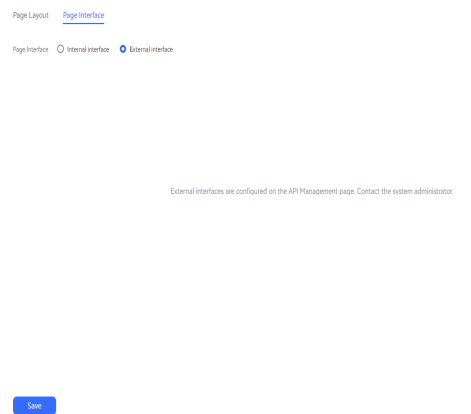 Page Layout Page Interface
Page Interface Internal interface External interface
External interfaces are configured on the API Management page. Contact the system administrator.
Save